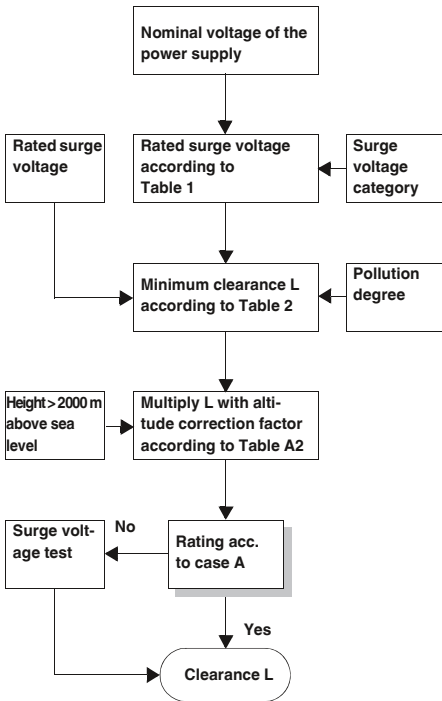 Nominal voltage of the
power supply
Rated surge
voltage
Rated surge voltage
according to
Table 1
Surge
voltage
category
Minimum clearance L
according to Table 2
Pollution
degree
Height > 2000 m
above sea
level
Multiply L with alti-
tude correction factor
according to Table A2
Surge volt-
age test
No
Rating acc.
to case A
Yes
Clearance L